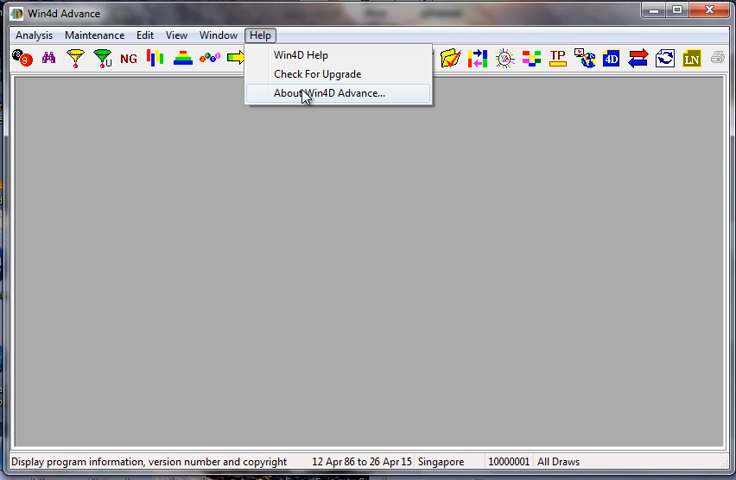 Win4d Advance
Analysis Maintenance Edit View Window Help
9 U NG TP 4D LN
Win4D Help
Check For Upgrade
About Win4D Advance...
Display program information, version number and copyright 12 Apr 86 to 26 Apr 15 Singapore 10000001 All Draws